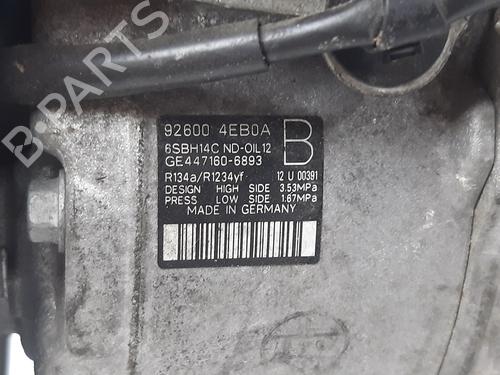 92600 4EB0A
6SBH14C ND-OIL12
B
GE447160-6893
R134a/R1234yf 12 U 00391
DESIGN HIGH SIDE 3.53MPa
PRESS LOW SIDE 1.67MPa
MADE IN GERMANY
B-PARTS